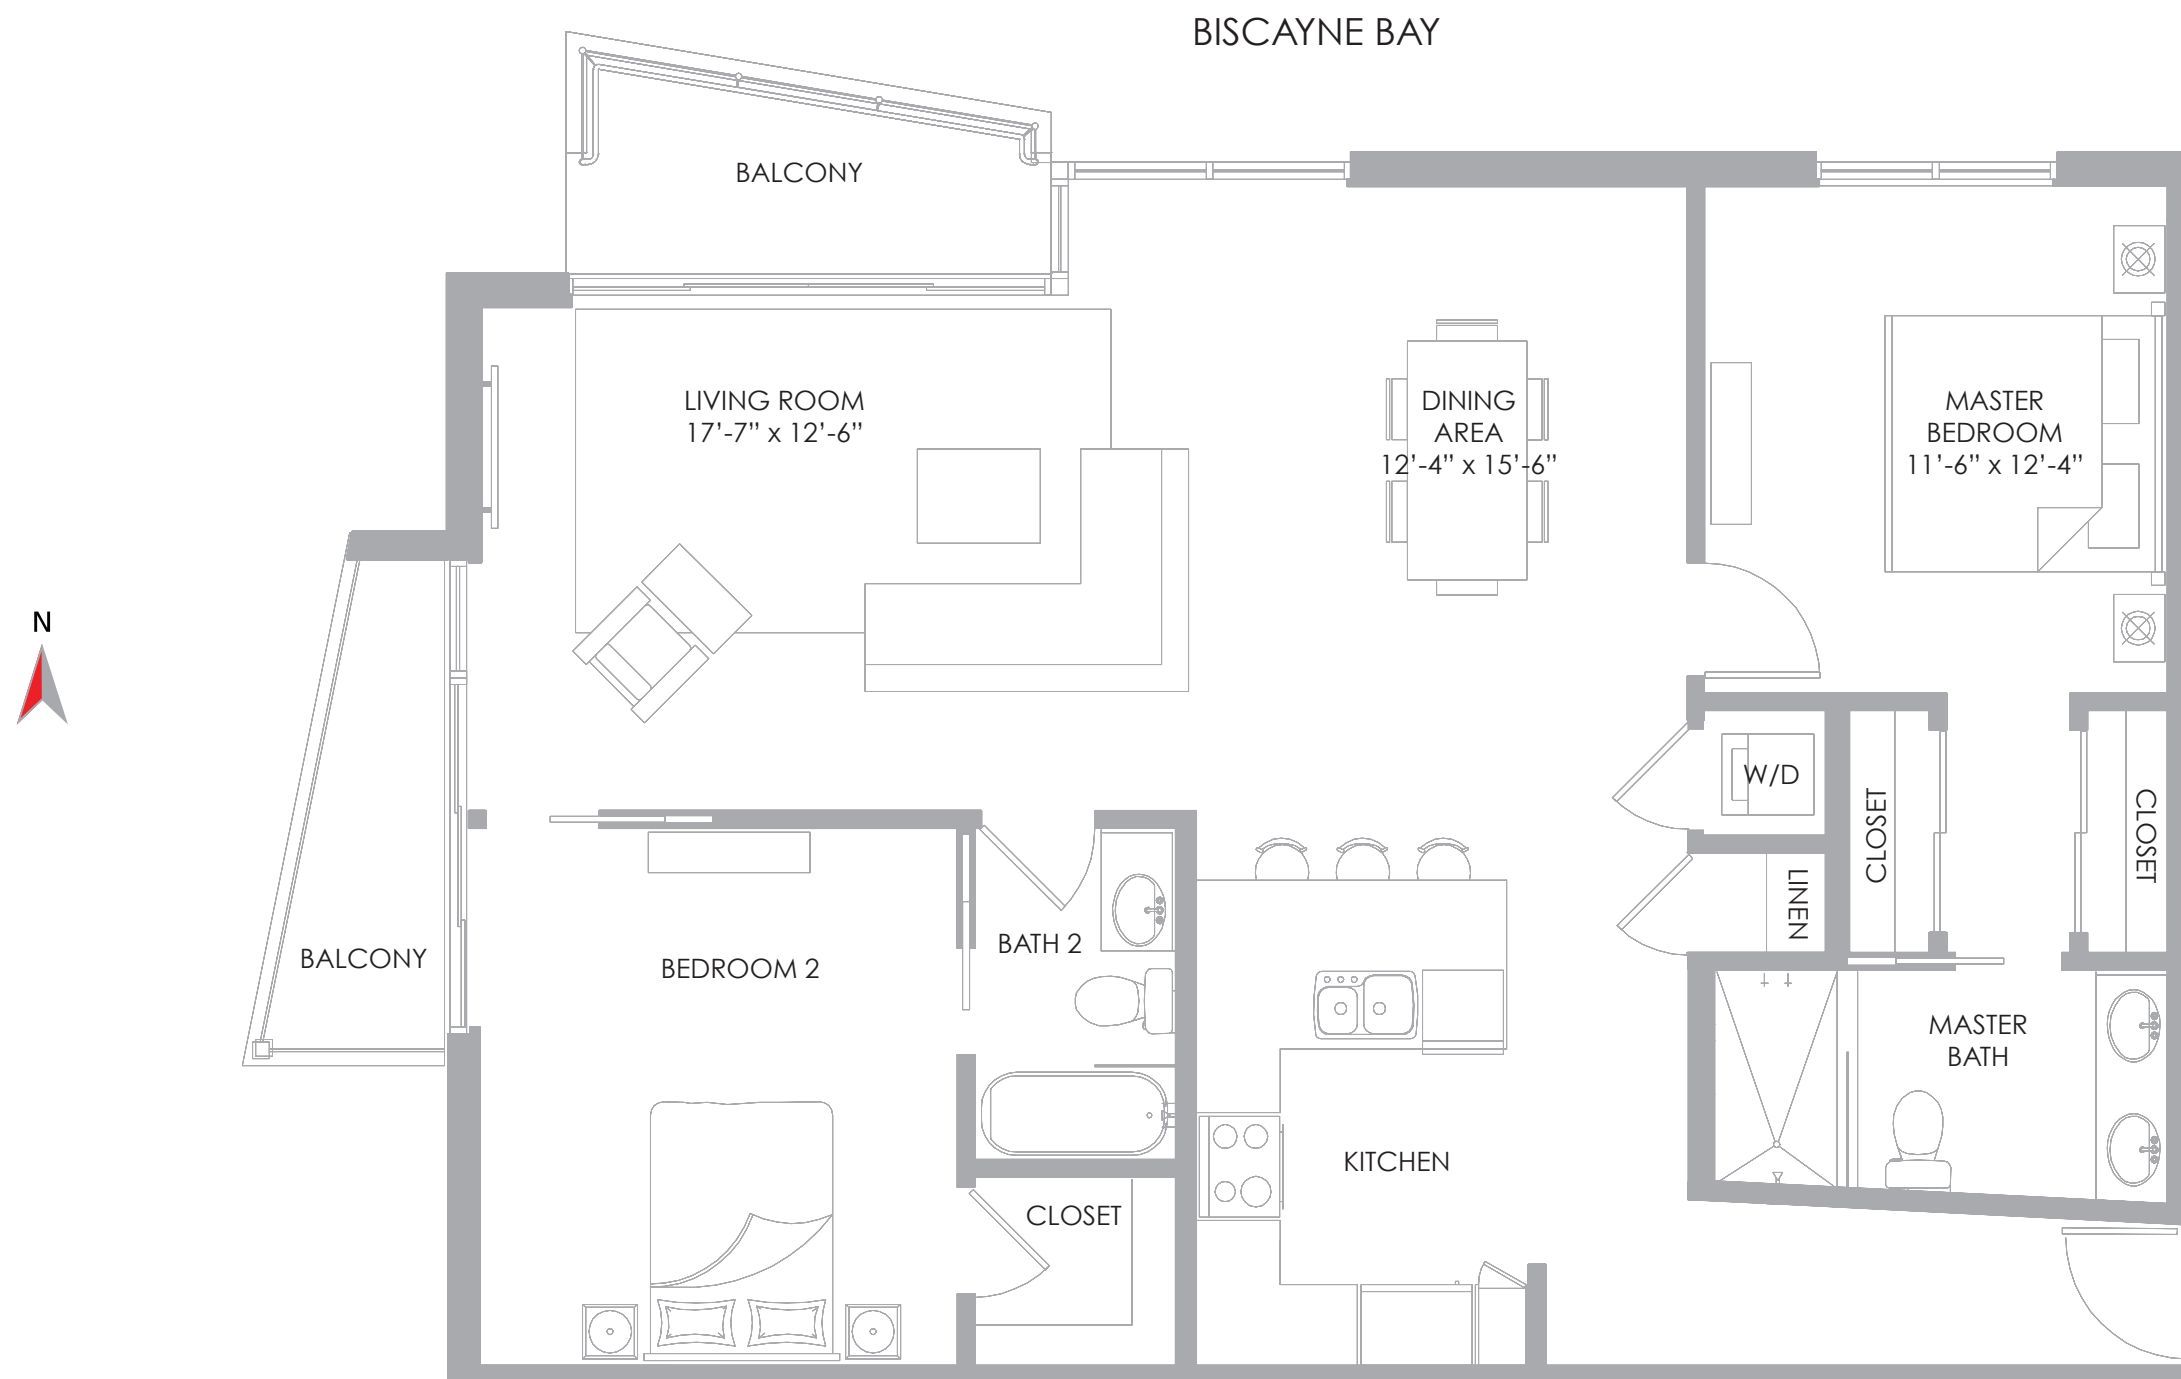 BISCAYNE BAY
BALCONY
LIVING ROOM
17’-7” x 12’-6”
DINING
AREA
12’-4” x 15’-6”
MASTER
BEDROOM
11’-6” x 12’-4”
N
W/D
CLOSET
CLOSET
LINEN
BALCONY
BEDROOM 2
BATH 2
MASTER
BATH
KITCHEN
CLOSET